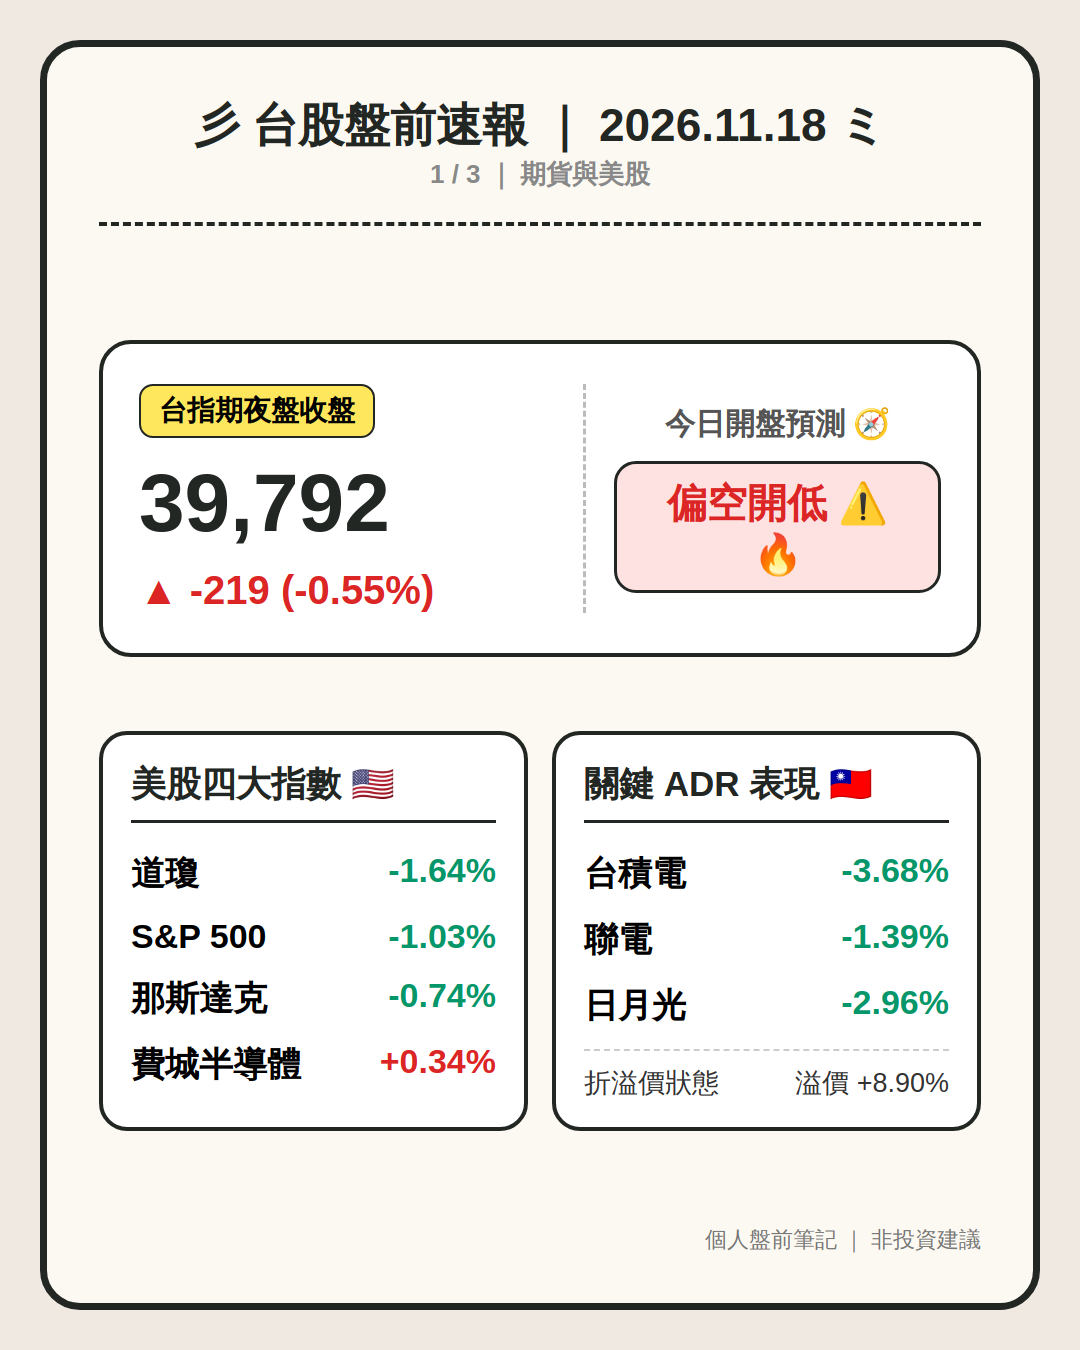 彡 台股盤前速報 ｜ 2026.11.18 ミ
1 / 3 ｜ 期貨與美股
台指期夜盤收盤
39,792
▲ -219 (-0.55%)
今日開盤預測 🧭
偏空開低 ⚠️
🔥
美股四大指數 🇺🇸
道瓊 -1.64%
S&P 500 -1.03%
那斯達克 -0.74%
費城半導體 +0.34%
關鍵 ADR 表現 🇹🇼
台積電 -3.68%
聯電 -1.39%
日月光 -2.96%
折溢價狀態 溢價 +8.90%
個人盤前筆記 ｜ 非投資建議